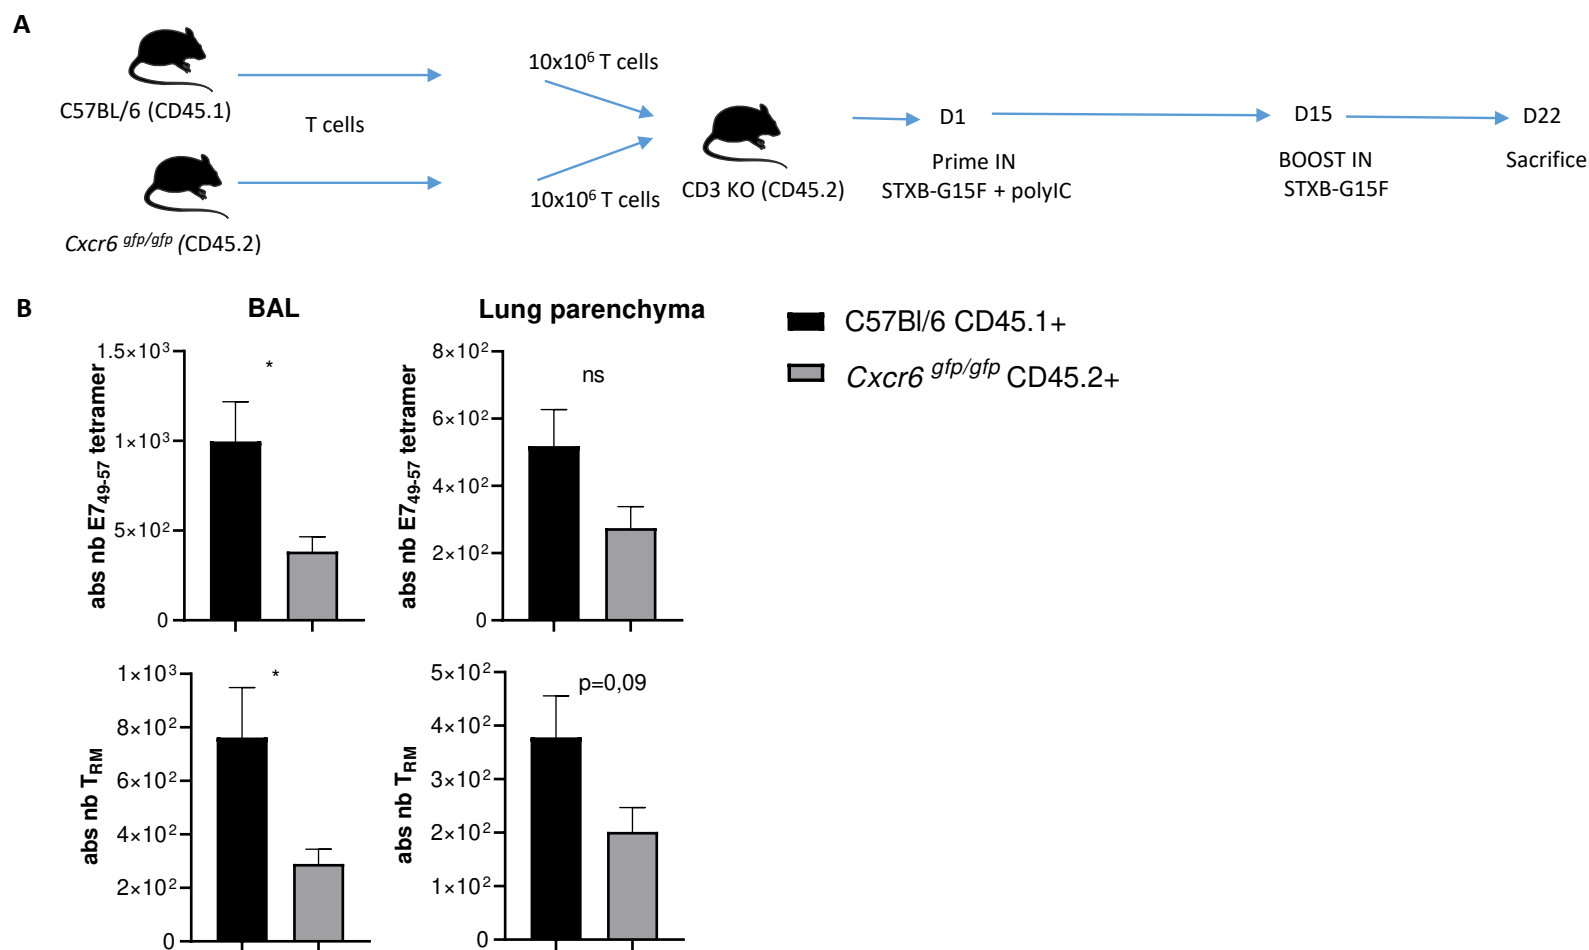 A
C57BL/6 (CD45.1)
T cells
Cxcr6 gfp/gfp (CD45.2)
10x10⁶ T cells
10x10⁶ T cells
CD3 KO (CD45.2)
D1
Prime IN
STXB-G15F + polyIC
D15
BOOST IN
STXB-G15F
D22
Sacrifice
B
BAL
abs nb E7₄₉₋₅₇ tetramer
1.5×10³
1×10³
5×10²
0
*
Lung parenchyma
abs nb E7₄₉₋₅₇ tetramer
8×10²
6×10²
4×10²
2×10²
0
ns
C57Bl/6 CD45.1+
Cxcr6 gfp/gfp CD45.2+
abs nb TRM
1×10³
8×10²
6×10²
4×10²
2×10²
0
*
abs nb TRM
5×10²
4×10²
3×10²
2×10²
1×10²
0
p=0,09